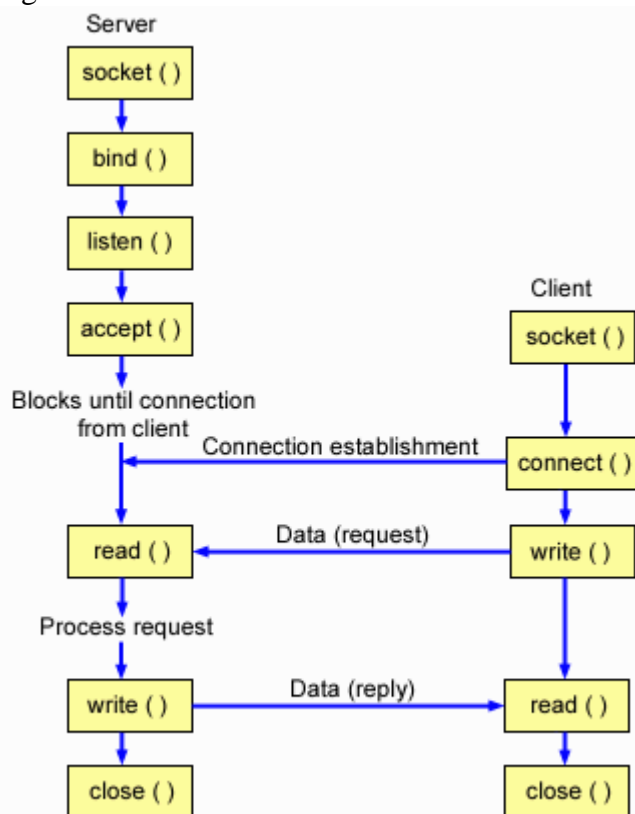 Server
socket ( )
bind ( )
listen ( )
accept ( )
Client
socket ( )
Blocks until connection
from client
Connection establishment
connect ( )
read ( )
Data (request)
write ( )
Process request
write ( )
Data (reply)
read ( )
close ( )
close ( )